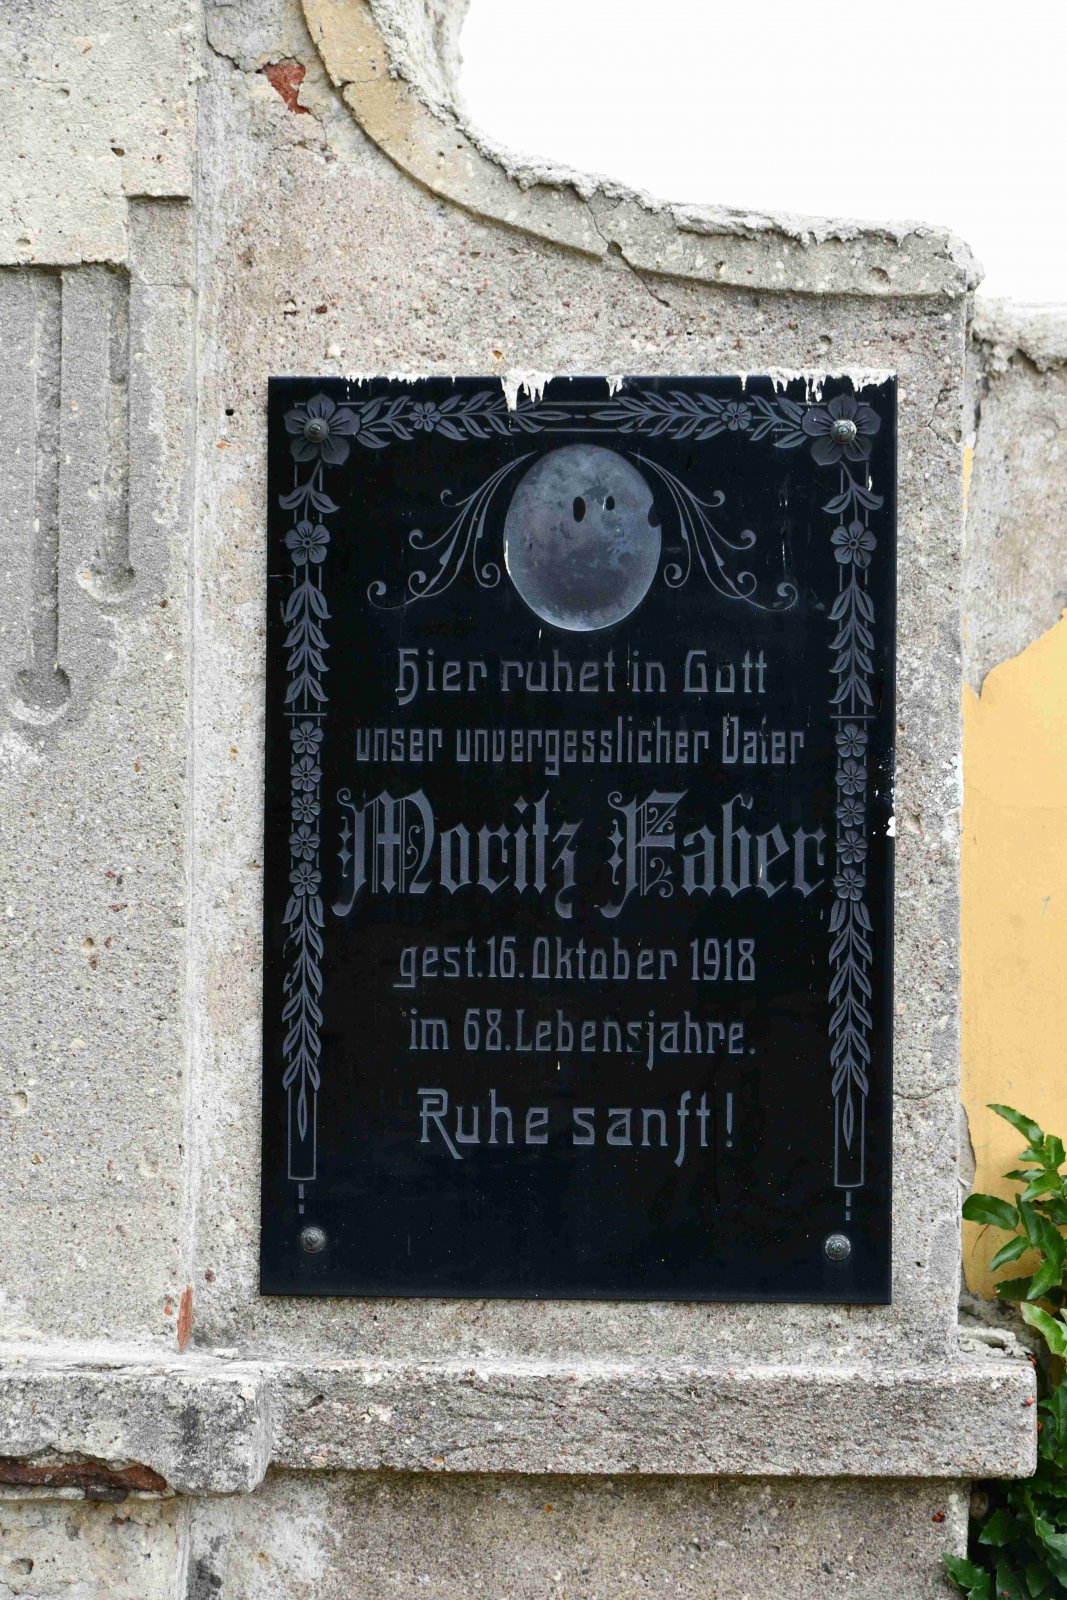 Hier ruhet in Gott
unser unvergesslicher Vater
Moritz Faber
gest. 16. Oktober 1918
im 68. Lebensjahre.
Ruhe sanft!